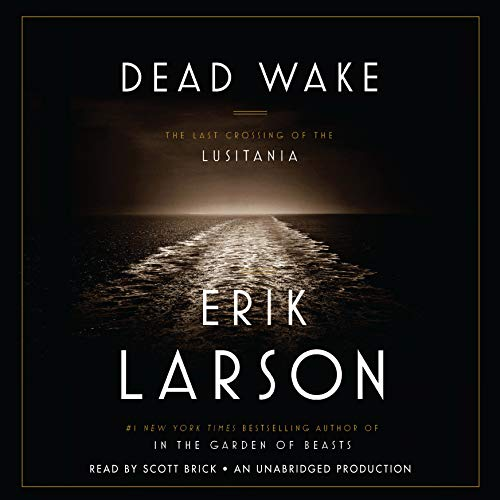 DEAD WAKE
THE LAST CROSSING OF THE
LUSITANIA
ERIK
LARSON
#1 NEW YORK TIMES BESTSELLING AUTHOR OF
IN THE GARDEN OF BEASTS
READ BY SCOTT BRICK • AN UNABRIDGED PRODUCTION